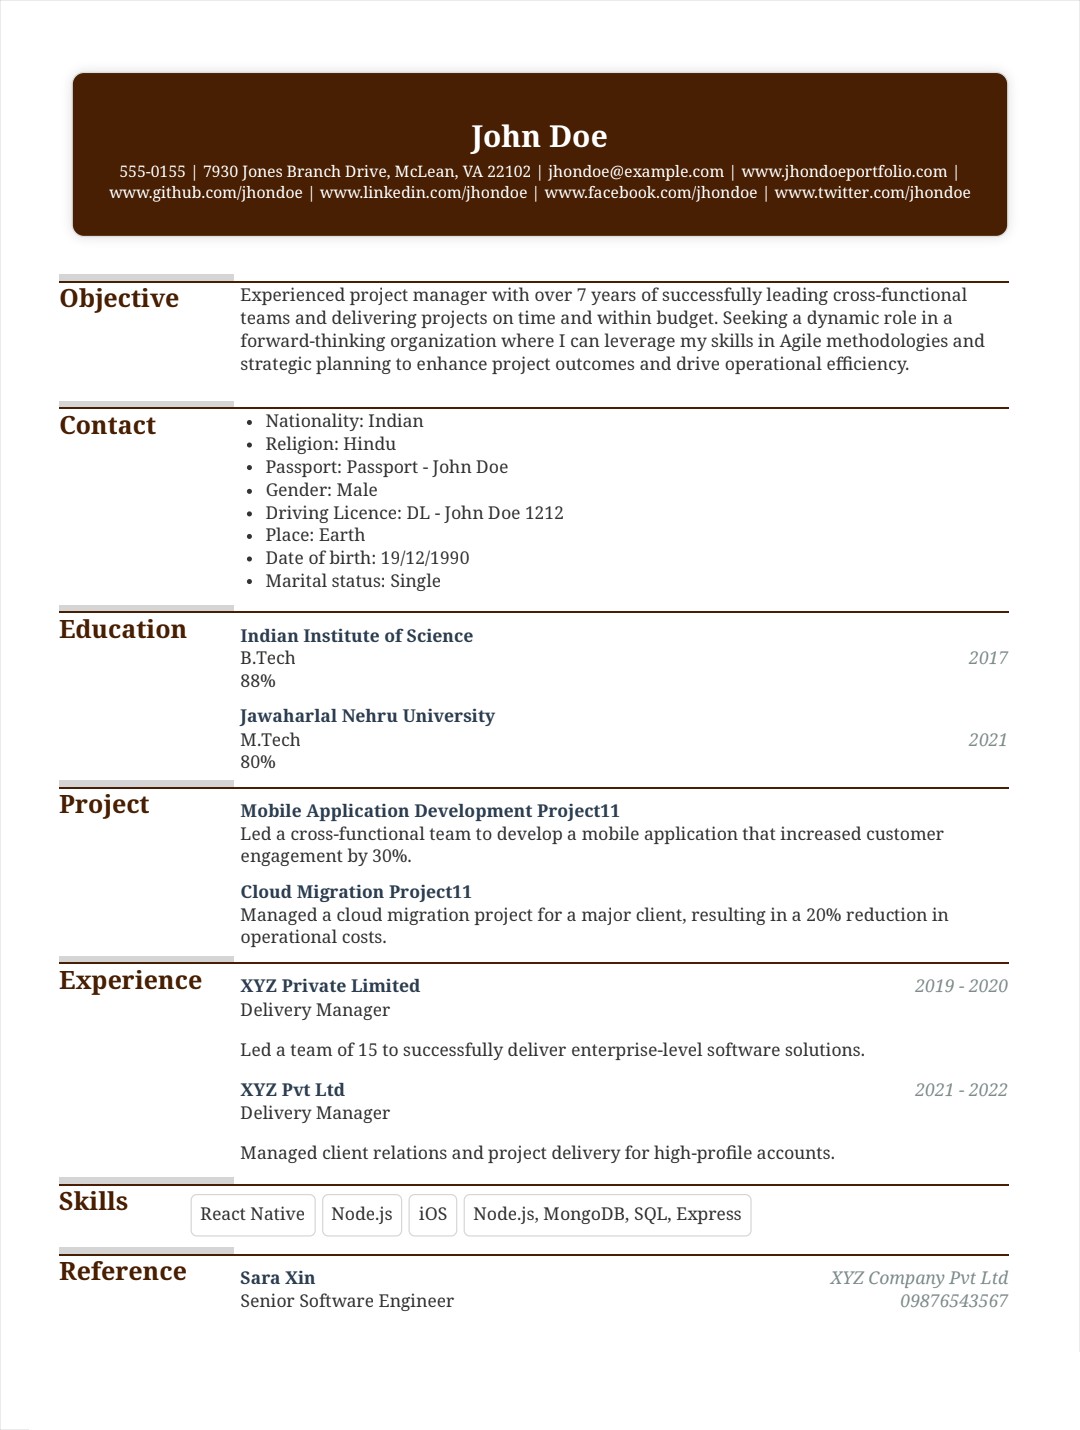 John Doe
555-0155 | 7930 Jones Branch Drive, McLean, VA 22102 | jhondoe@example.com | www.jhondoeportfolio.com |
www.github.com/jhondoe | www.linkedin.com/jhondoe | www.facebook.com/jhondoe | www.twitter.com/jhondoe
Objective
Experienced project manager with over 7 years of successfully leading cross-functional
teams and delivering projects on time and within budget. Seeking a dynamic role in a
forward-thinking organization where I can leverage my skills in Agile methodologies and
strategic planning to enhance project outcomes and drive operational efficiency.
Contact
• Nationality: Indian
• Religion: Hindu
• Passport: Passport - John Doe
• Gender: Male
• Driving Licence: DL - John Doe 1212
• Place: Earth
• Date of birth: 19/12/1990
• Marital status: Single
Education
Indian Institute of Science
B.Tech 2017
88%
Jawaharlal Nehru University
M.Tech 2021
80%
Project
Mobile Application Development Project11
Led a cross-functional team to develop a mobile application that increased customer
engagement by 30%.
Cloud Migration Project11
Managed a cloud migration project for a major client, resulting in a 20% reduction in
operational costs.
Experience
XYZ Private Limited 2019 - 2020
Delivery Manager
Led a team of 15 to successfully deliver enterprise-level software solutions.
XYZ Pvt Ltd 2021 - 2022
Delivery Manager
Managed client relations and project delivery for high-profile accounts.
Skills
React Native Node.js iOS Node.js, MongoDB, SQL, Express
Reference
Sara Xin XYZ Company Pvt Ltd
Senior Software Engineer 09876543567